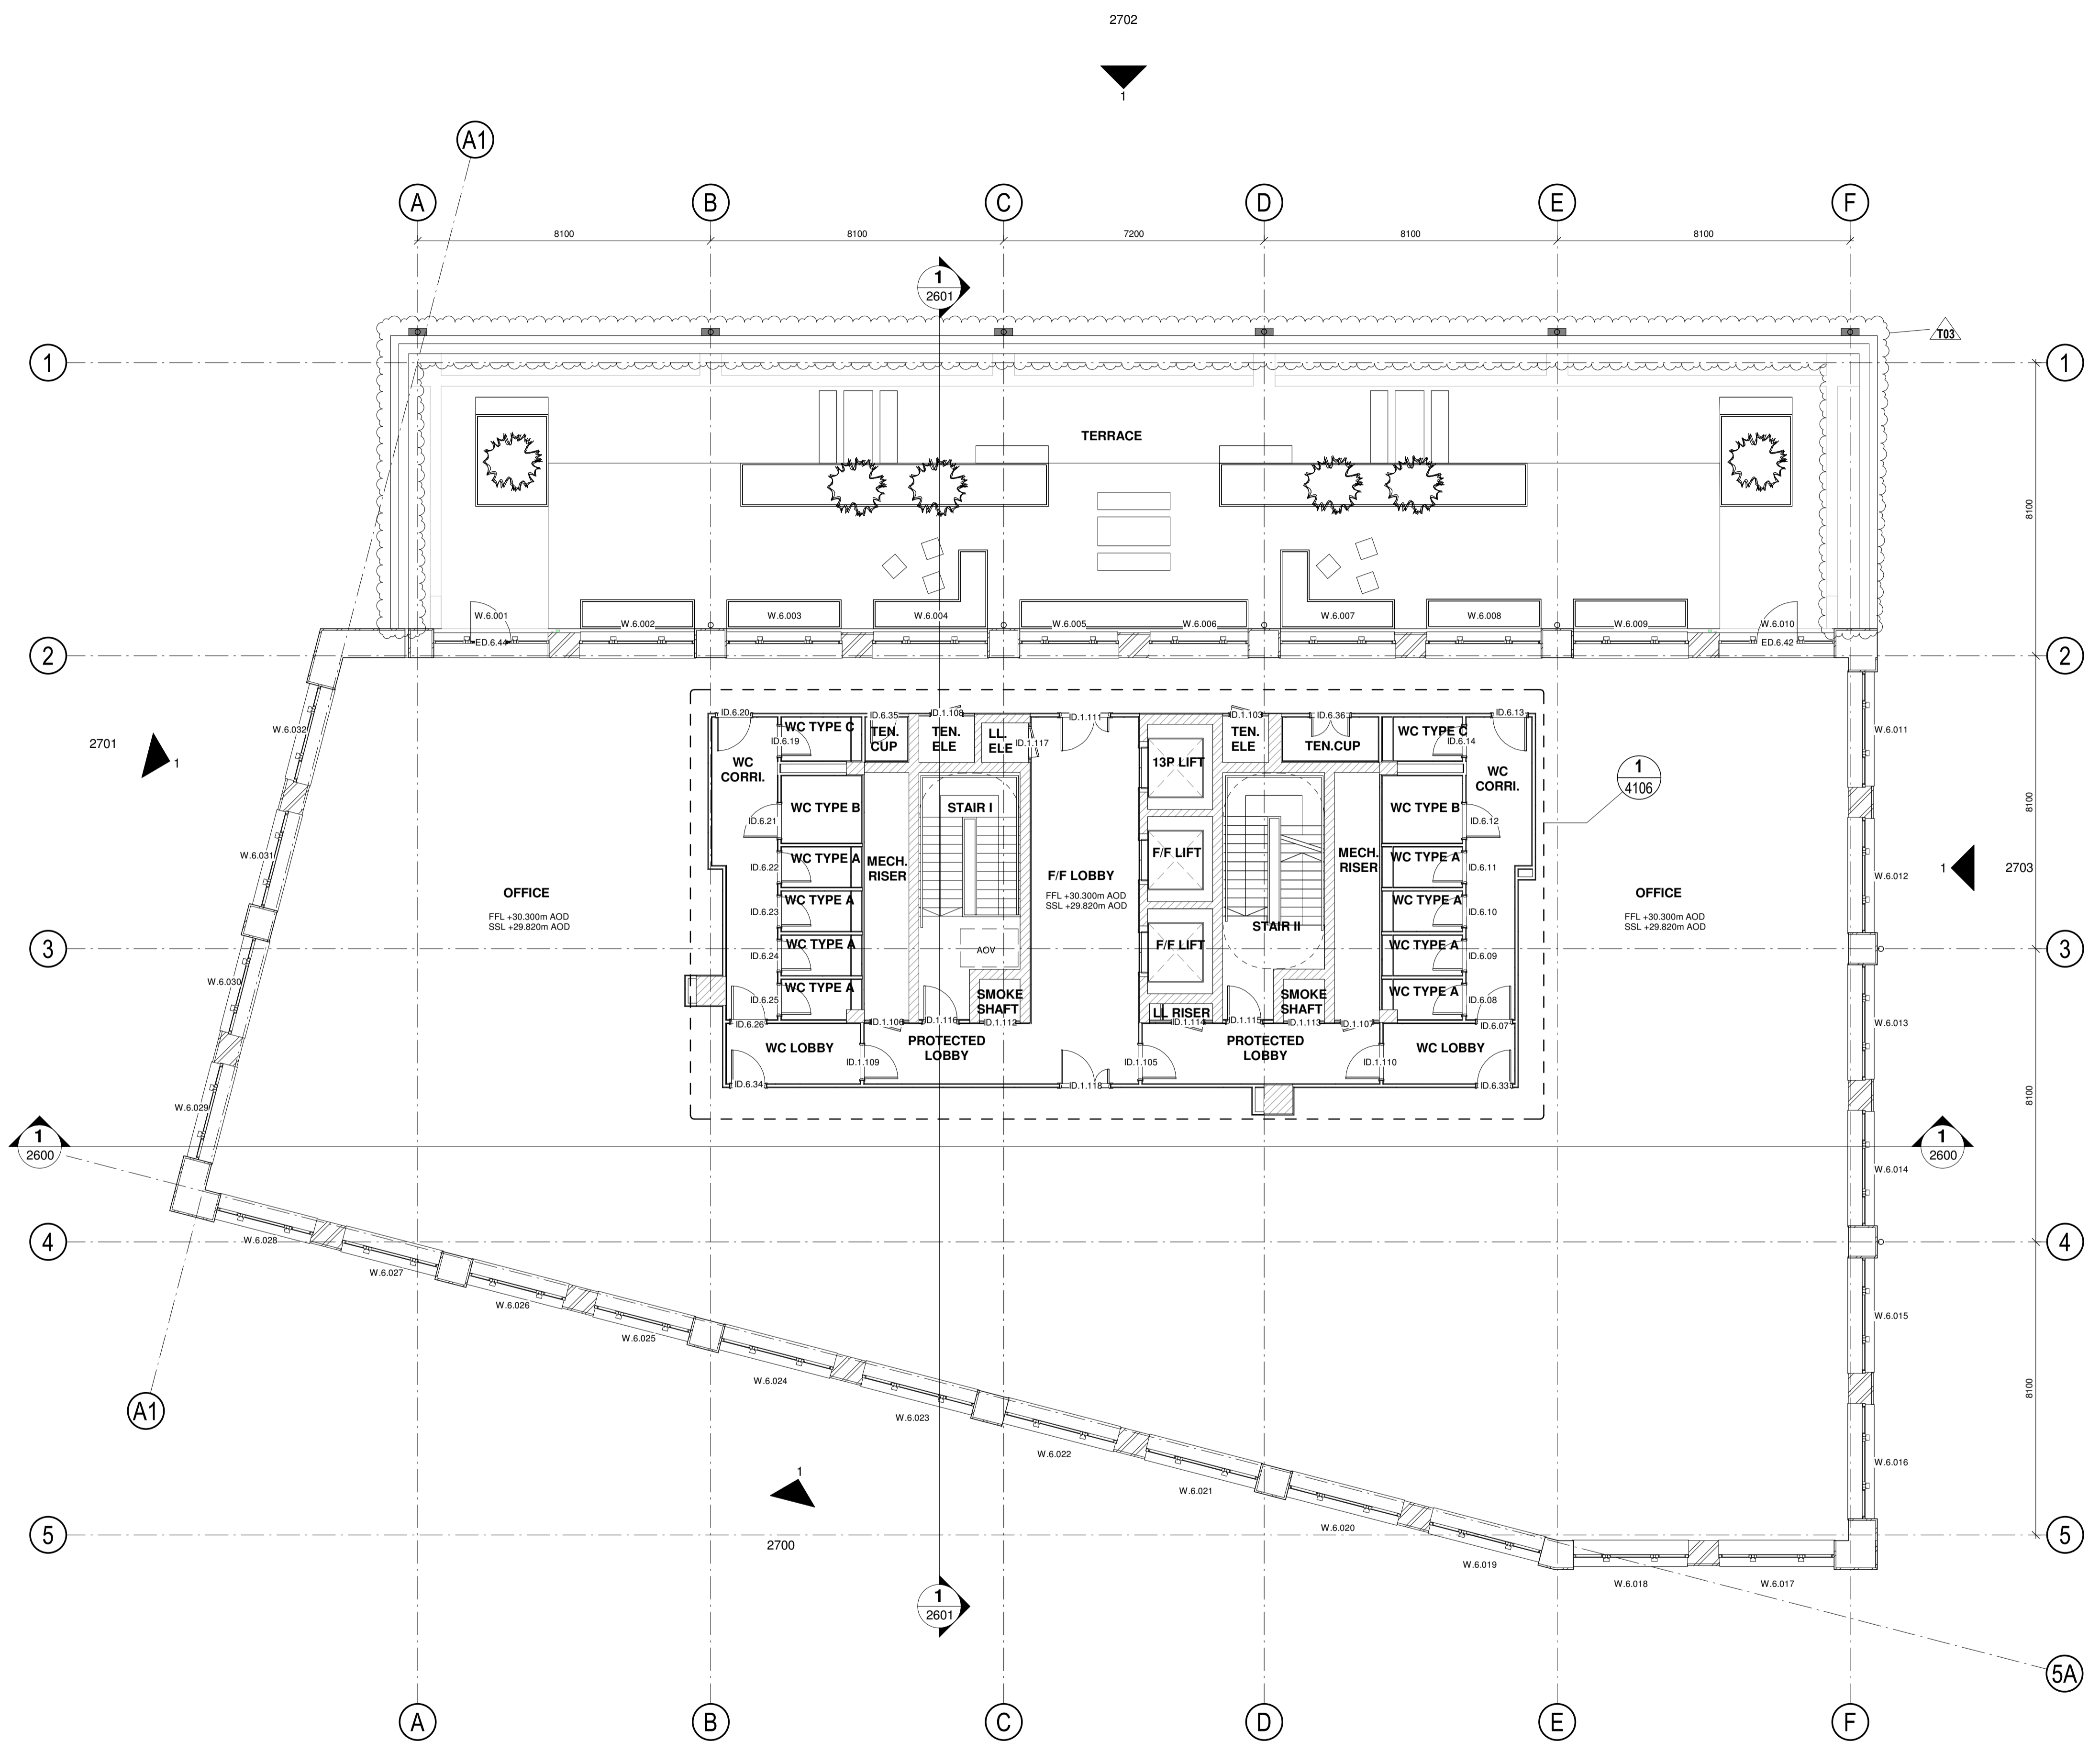 2702
1
A1
A
B
C
D
E
F
8100
8100
7200
8100
8100
1
2601
T03
1
1
TERRACE
8100
W.6.001
W.6.002
W.6.003
W.6.004
W.6.005
W.6.006
W.6.007
W.6.008
W.6.009
W.6.010
ED.6.44
ED.6.42
2
2
ID.6.20
ID.6.35
ID.1.108
ID.1.111
ID.1.103
ID.6.36
ID.6.13
W.6.032
WC TYPE C
TEN.
CUP
TEN.
ELE
LL.
ELE
ID.1.117
TEN.
ELE
TEN.CUP
WC TYPE C
W.6.011
ID.6.19
ID.6.14
2701
1
WC
CORRI.
13P LIFT
WC
CORRI.
1
4106
8100
WC TYPE B
STAIR I
WC TYPE B
ID.6.21
ID.6.12
W.6.031
WC TYPE A
MECH.
RISER
F/F LIFT
MECH.
RISER
WC TYPE A
ID.6.22
ID.6.11
W.6.012
1
2703
F/F LOBBY
FFL +30.300m AOD
SSL +29.820m AOD
OFFICE
FFL +30.300m AOD
SSL +29.820m AOD
OFFICE
FFL +30.300m AOD
SSL +29.820m AOD
WC TYPE A
WC TYPE A
ID.6.23
ID.6.10
STAIR II
3
WC TYPE A
AOV
F/F LIFT
WC TYPE A
3
ID.6.24
ID.6.09
W.6.030
WC TYPE A
SMOKE
SHAFT
SMOKE
SHAFT
WC TYPE A
ID.6.25
ID.6.08
LL RISER
W.6.013
ID.6.26
ID.1.106
ID.1.116
ID.1.112
ID.1.114
ID.1.115
ID.1.113
ID.1.107
ID.6.07
WC LOBBY
PROTECTED
LOBBY
PROTECTED
LOBBY
WC LOBBY
ID.1.109
ID.1.105
ID.1.110
ID.6.34
ID.1.118
ID.6.33
8100
W.6.029
1
2600
1
2600
W.6.014
4
4
W.6.028
W.6.027
W.6.026
W.6.025
W.6.015
W.6.024
8100
A1
W.6.023
W.6.022
W.6.016
1
W.6.021
W.6.020
5
5
2700
W.6.019
W.6.018
W.6.017
1
2601
5A
A
B
C
D
E
F